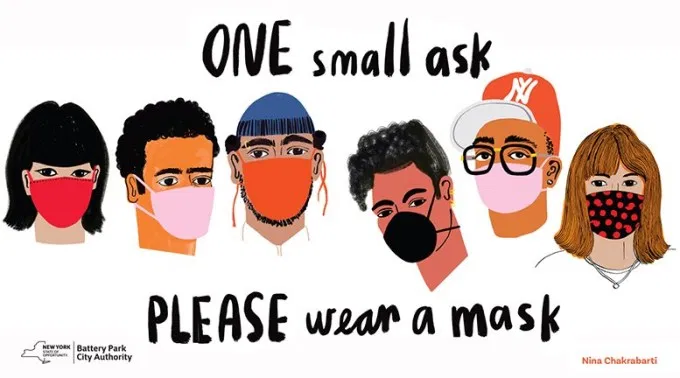 ONE small ask
NY
PLEASE wear a mask
NEW YORK
STATE OF
OPPORTUNITY.
Battery Park
City Authority
Nina Chakrabarti